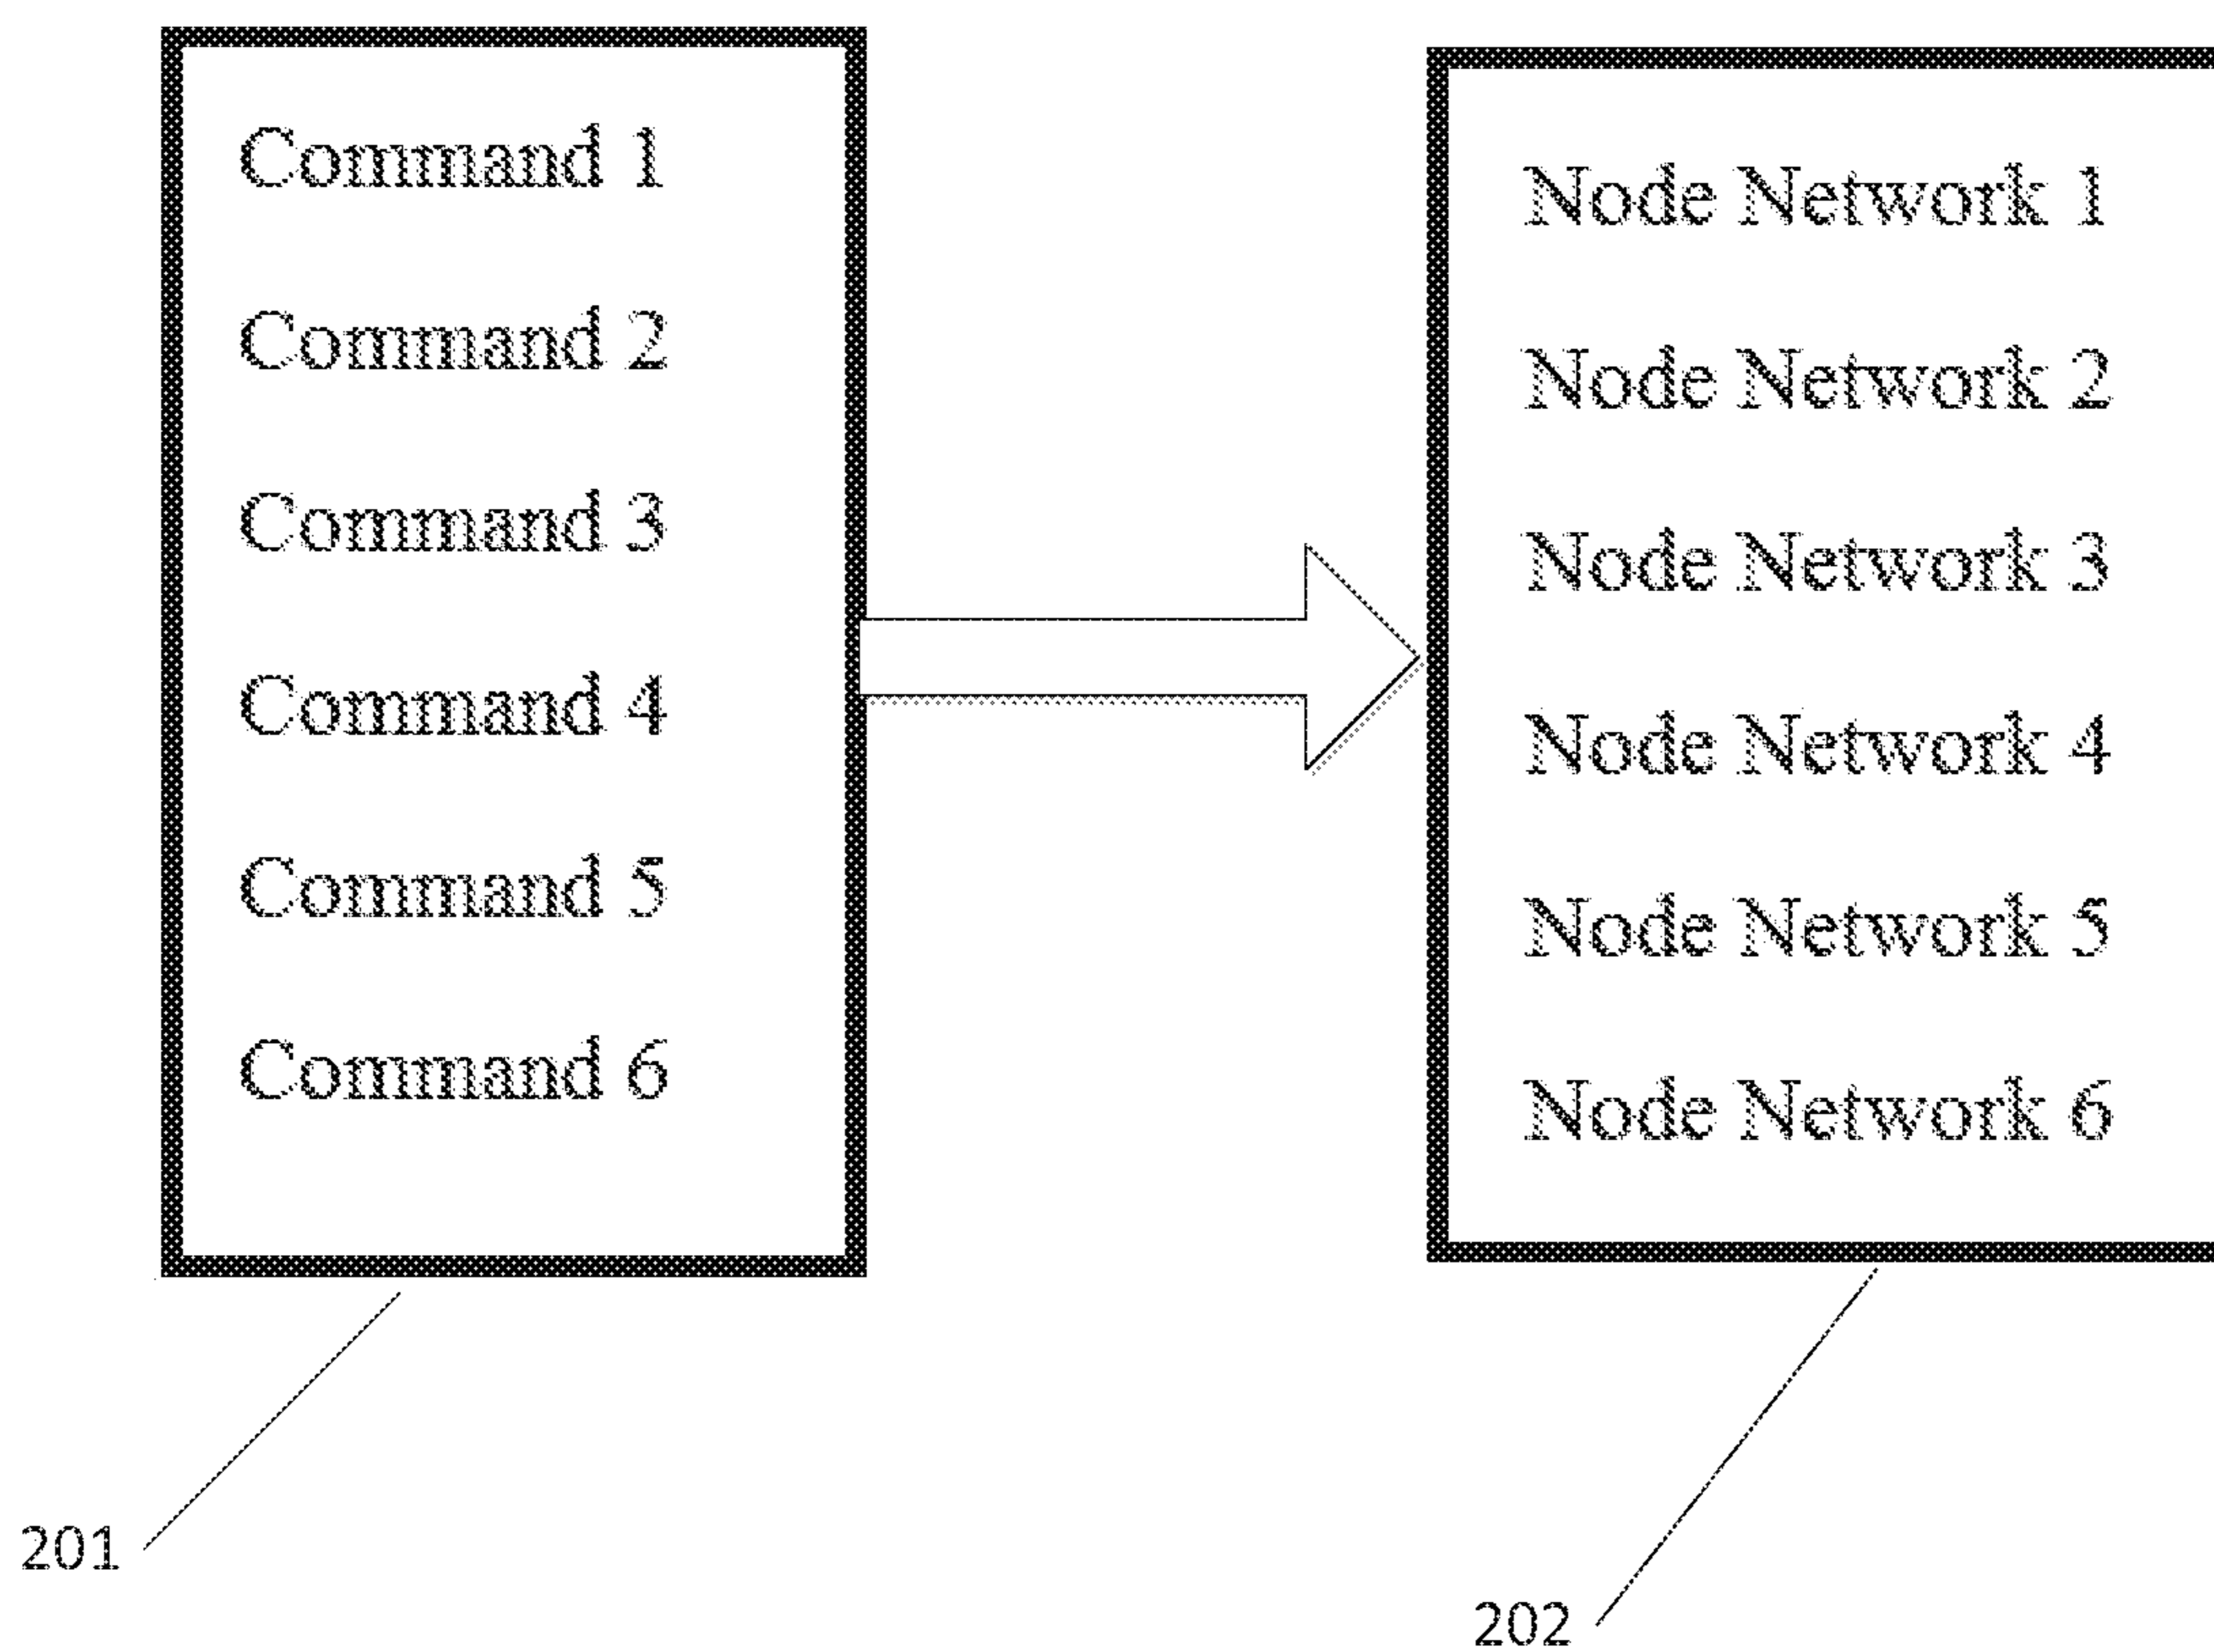 Command 1
Command 2
Command 3
Command 4
Command 5
Command 6
Node Network 1
Node Network 2
Node Network 3
Node Network 4
Node Network 5
Node Network 6
201
202